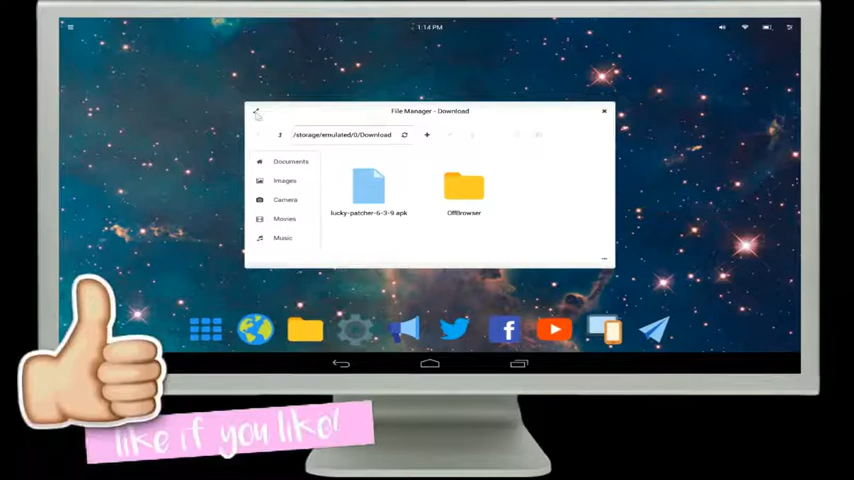 1:14 PM
File Manager - Download
/storage/emulated/0/Download
Documents
Images
Camera
Movies
Music
lucky-patcher-6-3-9.apk
OffBrowser
like if you like!